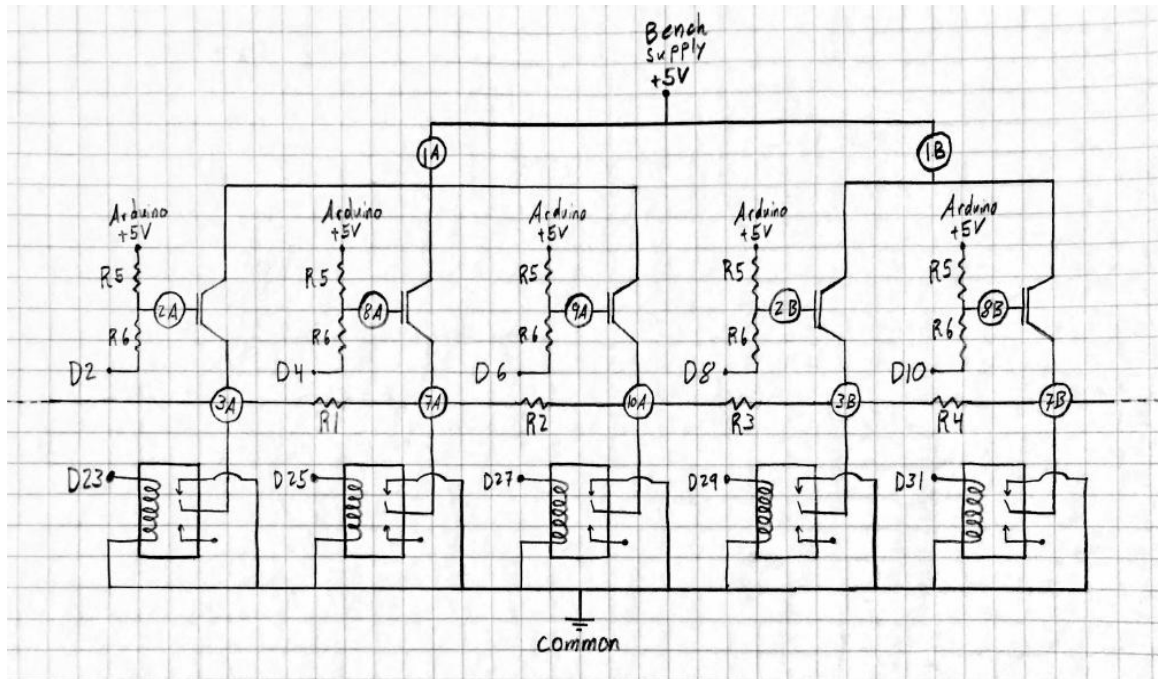 Bench
supply
+5V
1A
1B
Arduino
+5V
Arduino
+5V
Arduino
+5V
Arduino
+5V
Arduino
+5V
R5
R5
R5
R5
R5
2A
8A
9A
2B
8B
R6
R6
R6
R6
R6
D2
D4
D6
D8
D10
3A
7A
10A
3B
7B
R1
R2
R3
R4
D23
D25
D27
D29
D31
Common